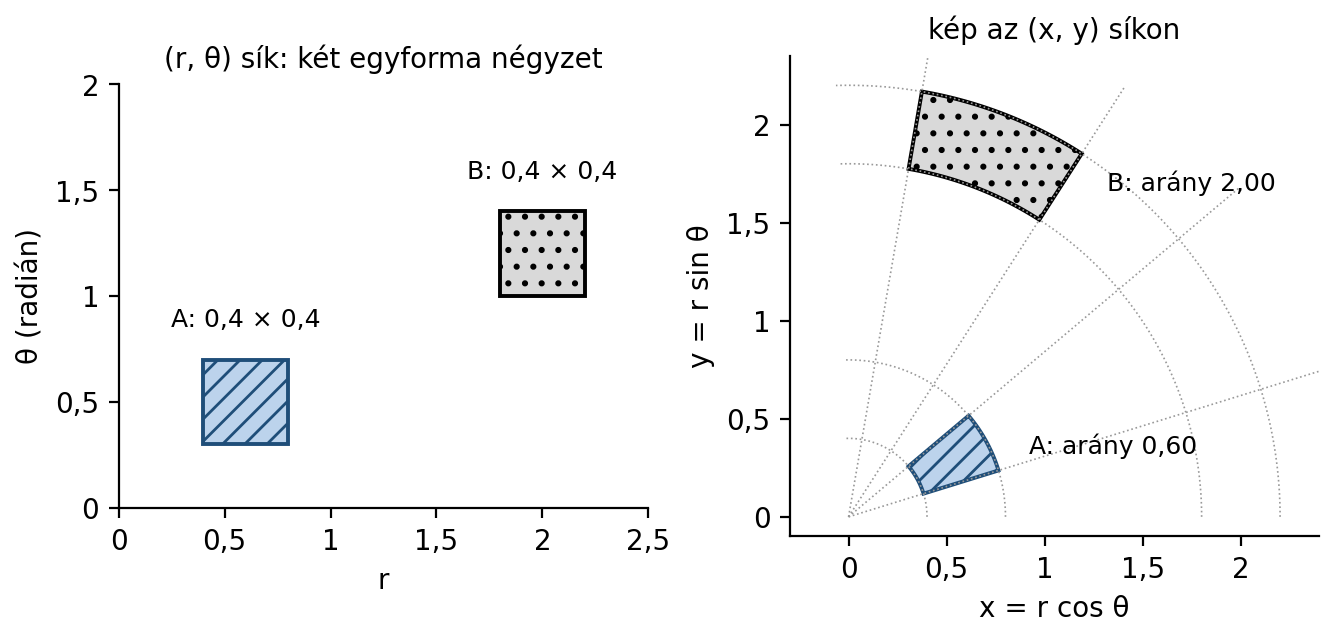 (r, θ) sík: két egyforma négyzet
2
1,5
1
0,5
0
θ (radián)
B: 0,4 × 0,4
A: 0,4 × 0,4
0 0,5 1 1,5 2 2,5
r
kép az (x, y) síkon
2
1,5
1
0,5
0
y = r sin θ
B: arány 2,00
A: arány 0,60
0 0,5 1 1,5 2
x = r cos θ